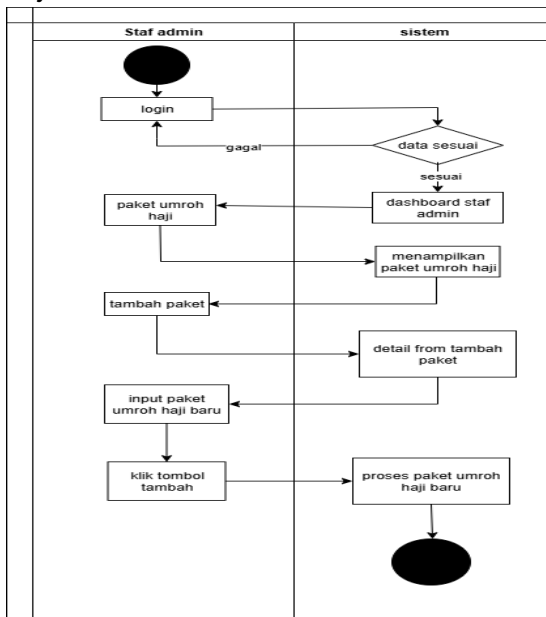 Staf admin
sistem
login
data sesuai
gagal
sesuai
dashboard staf
admin
paket umroh
haji
menampilkan
paket umroh haji
tambah paket
detail from tambah
paket
input paket
umroh haji baru
klik tombol
tambah
proses paket umroh
haji baru